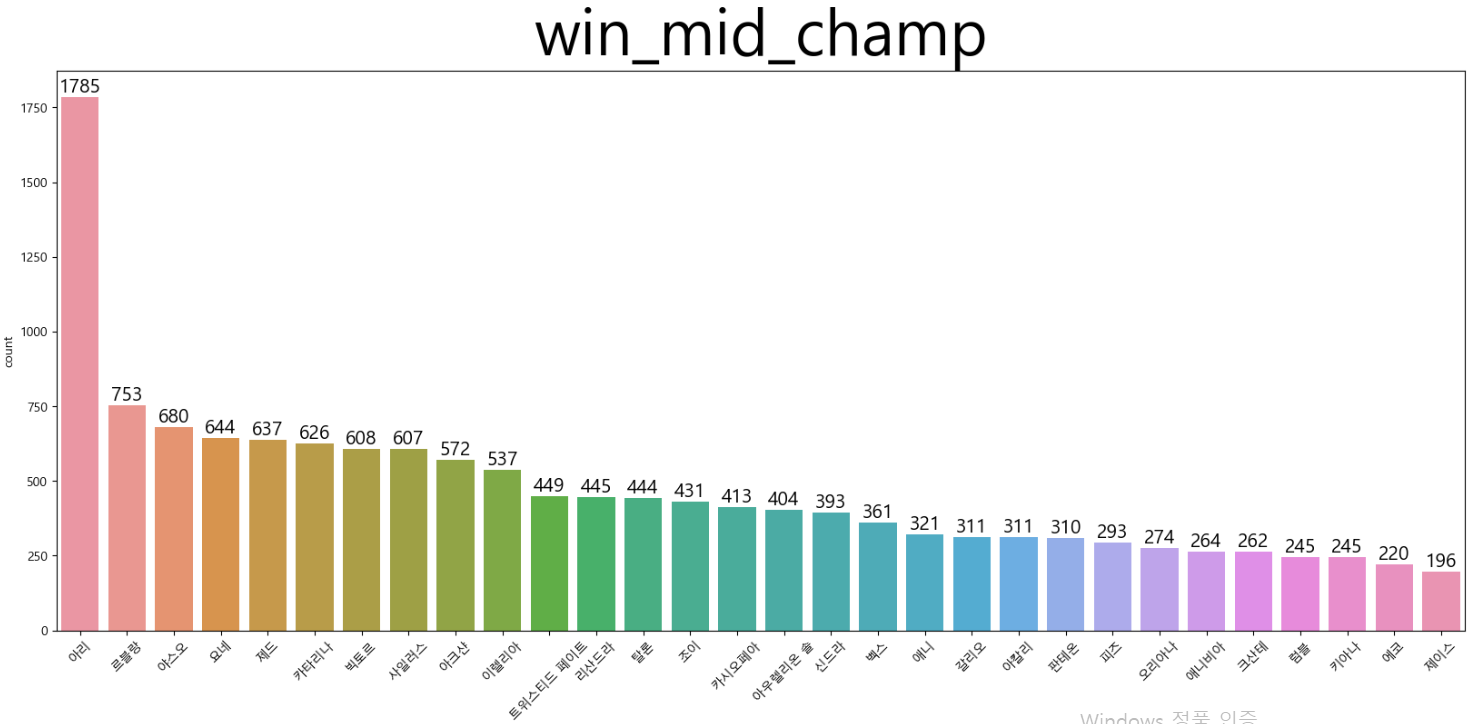 win_mid_champ
1785
753
680
644
637
626
608
607
572
537
449
445
444
431
413
404
393
361
321
311
311
310
293
274
264
262
245
245
220
196
1750
1500
1250
1000
750
500
250
0
count
아리
르블랑
야스오
요네
제드
카타리나
빅토르
사일러스
아크샨
이렐리아
트위스티드 페이트
리산드라
탈론
조이
카시오페아
아우렐리온 솔
신드라
벡스
애니
갈리오
아칼리
판테온
피즈
오리아나
애니비아
크산테
럼블
키아나
에코
제이스
Windows 정품 인증